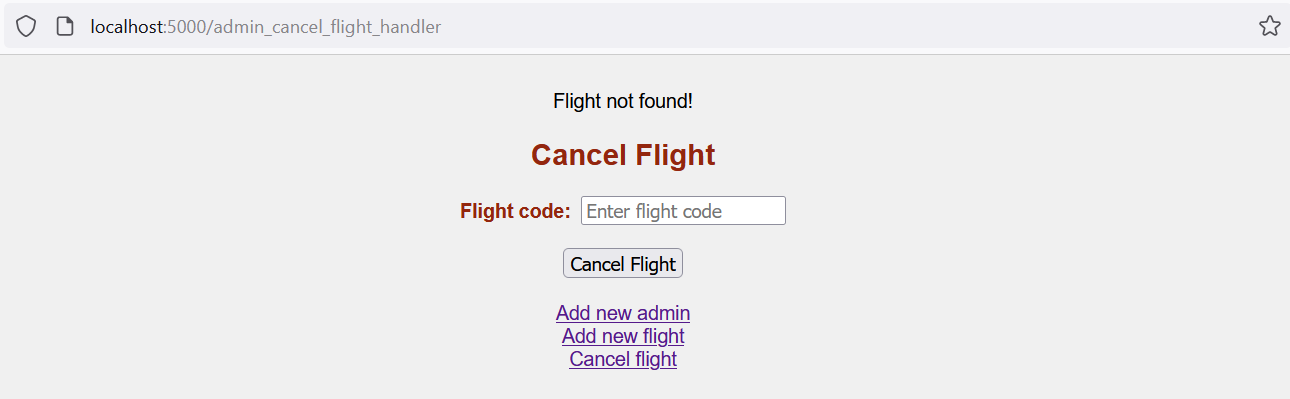 localhost:5000/admin_cancel_flight_handler
Flight not found!
Cancel Flight
Flight code: Enter flight code
Cancel Flight
Add new admin
Add new flight
Cancel flight